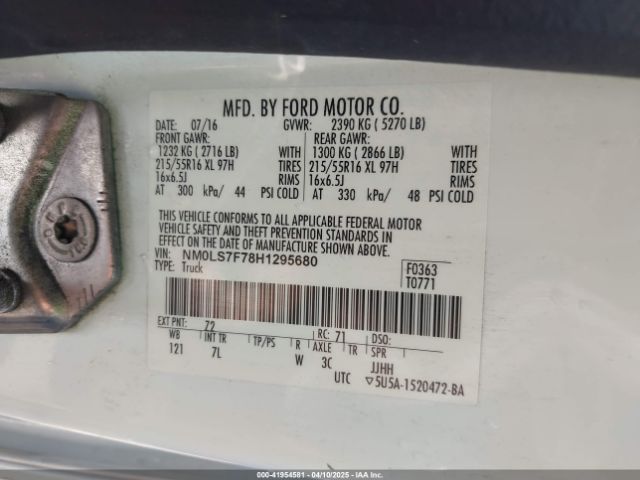 MFD. BY FORD MOTOR CO.
DATE: 07/16 GVWR: 2390 KG ( 5270 LB)
FRONT GAWR: REAR GAWR:
1232 KG ( 2716 LB) WITH 1300 KG ( 2866 LB) WITH
215/55R16 XL 97H TIRES 215/55R16 XL 97H TIRES
16x6.5J RIMS 16x6.5J RIMS
AT 300 kPa/ 44 PSI COLD AT 330 kPa/ 48 PSI COLD
THIS VEHICLE CONFORMS TO ALL APPLICABLE FEDERAL MOTOR
VEHICLE SAFETY AND THEFT PREVENTION STANDARDS IN
EFFECT ON THE DATE OF MANUFACTURE SHOWN ABOVE.
VIN: NM0LS7F78H1295680 F0363
TYPE: Truck T0771
EXT PNT: 72 RC: 71 DSO:
WB INT TR TP/PS R AXLE TR SPR
121 7L W 3C JJHH
UTC ▽5U5A-1520472-BA
000-41954581 - 04/10/2025 - IAAI.COM